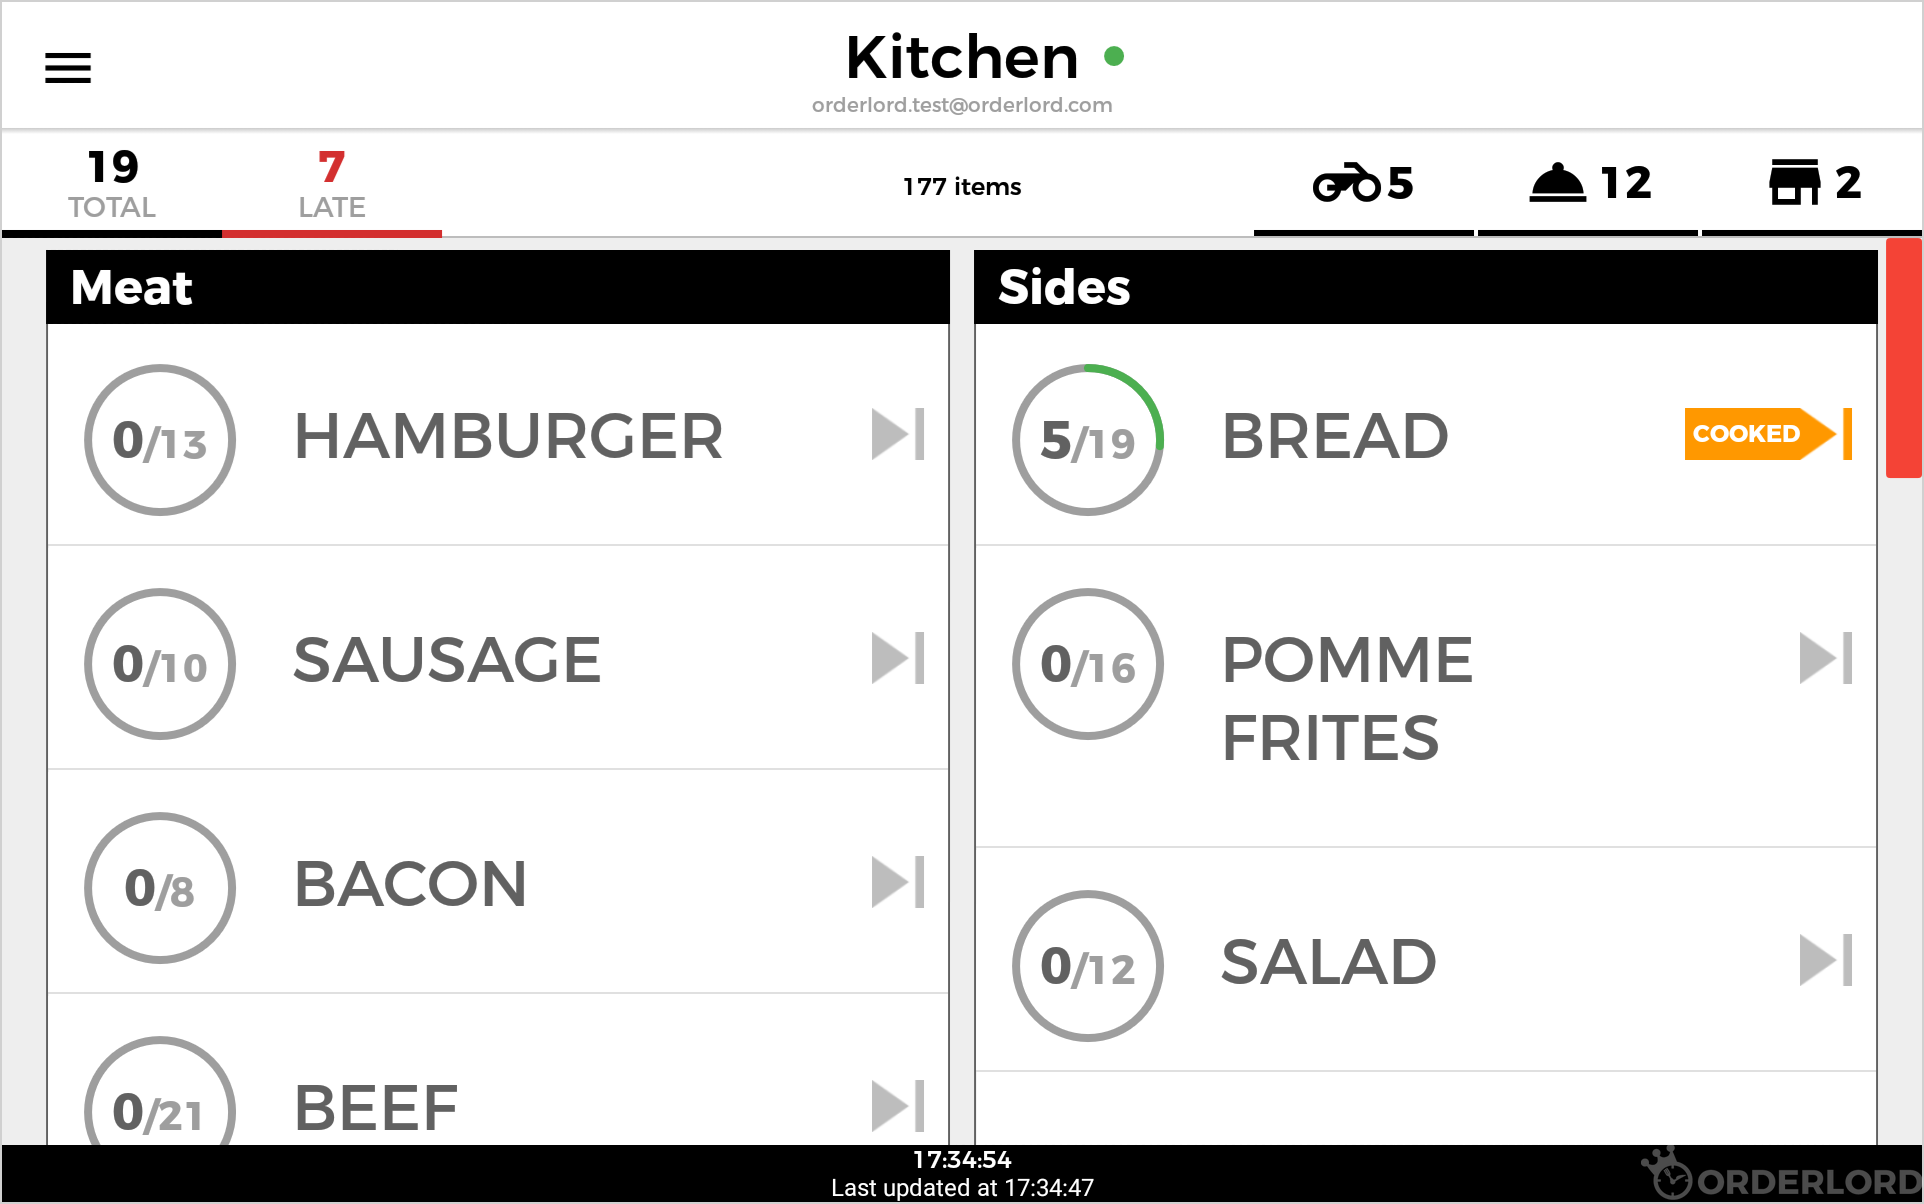 Kitchen
orderlord.test@orderlord.com
19
TOTAL
7
LATE
177 items
5
12
2
Meat
0/13 HAMBURGER
0/10 SAUSAGE
0/8 BACON
0/21 BEEF
Sides
5/19 BREAD COOKED
0/16 POMME
FRITES
0/12 SALAD
17:34:54
Last updated at 17:34:47
ORDERLORD